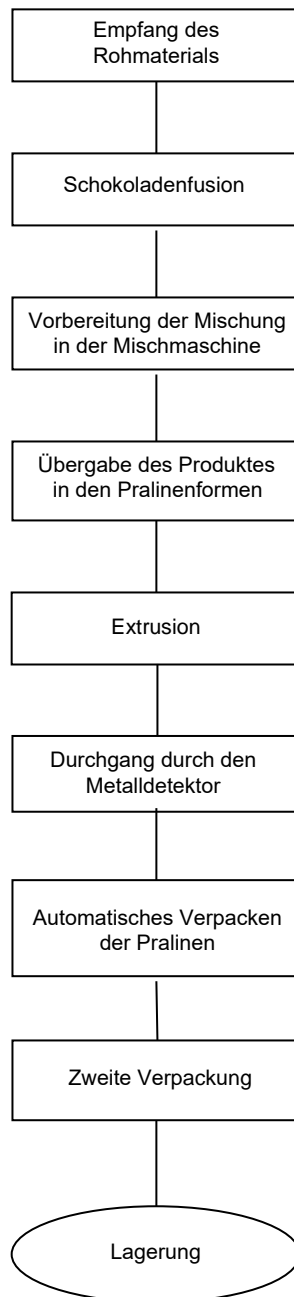 Empfang des
Rohmaterials
Schokoladenfusion
Vorbereitung der Mischung
in der Mischmaschine
Übergabe des Produktes
in den Pralinenformen
Extrusion
Durchgang durch den
Metalldetektor
Automatisches Verpacken
der Pralinen
Zweite Verpackung
Lagerung